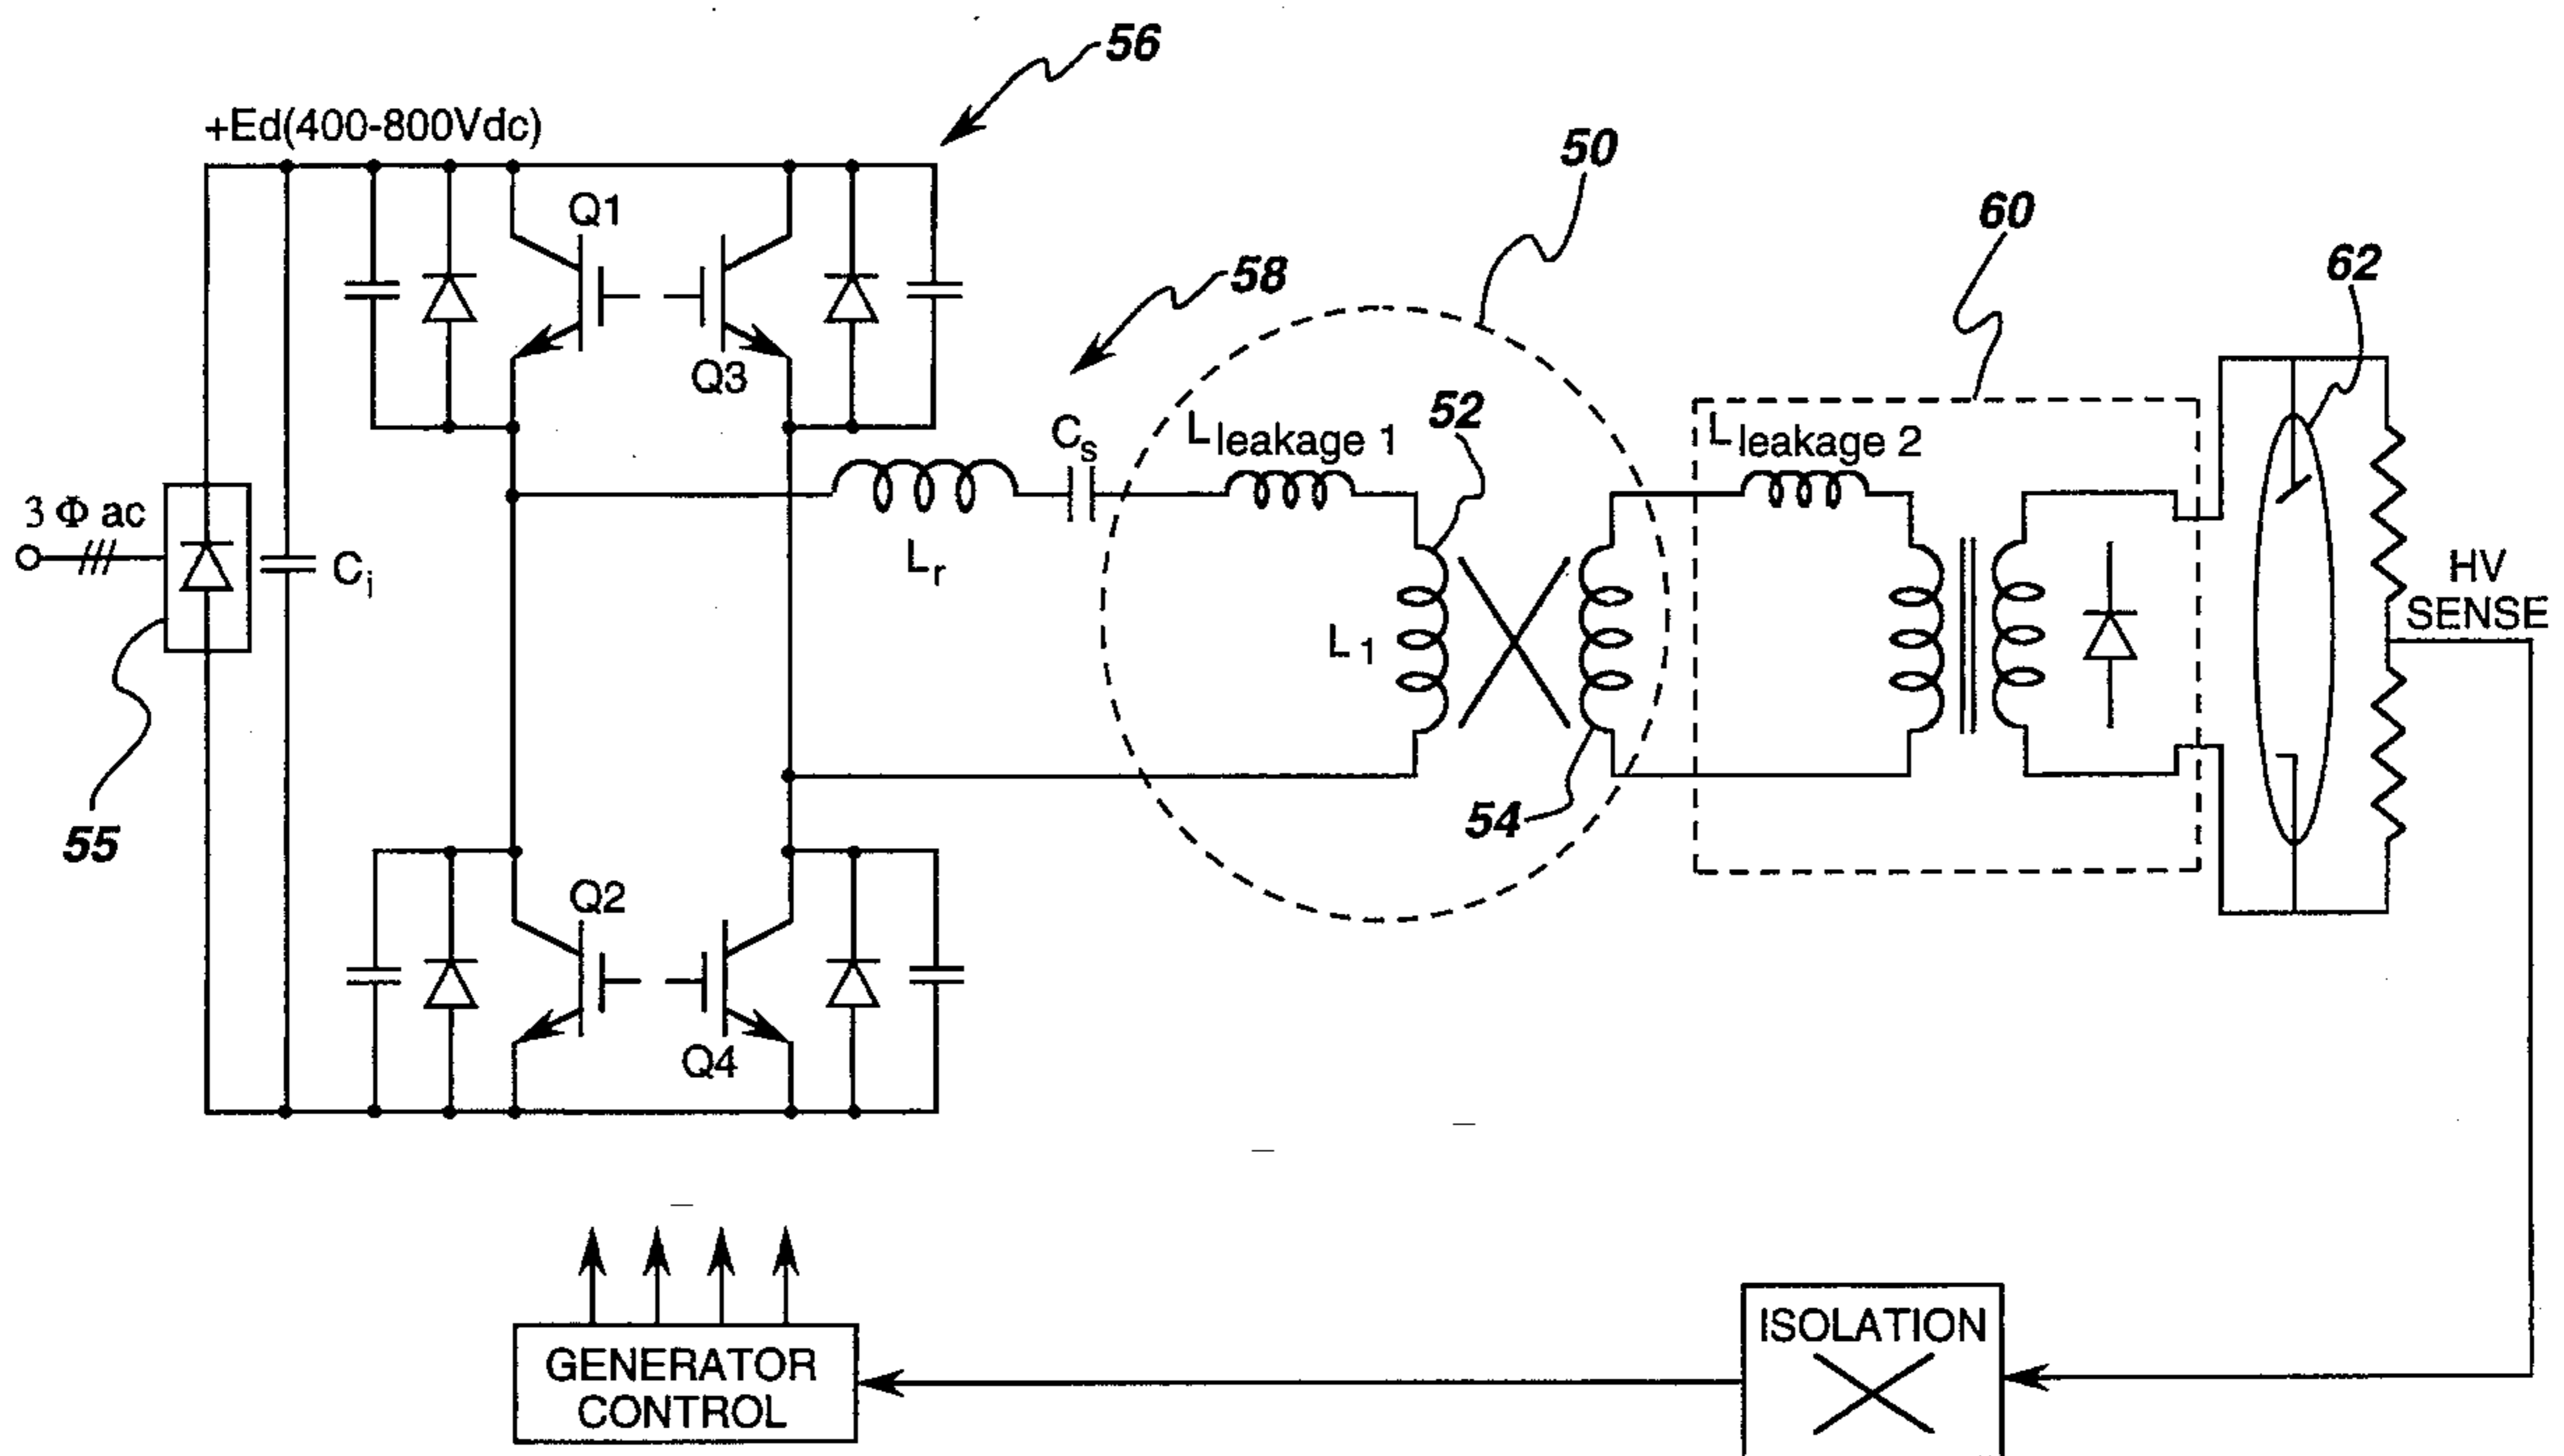 56
+Ed(400-800Vdc)
50
Q1
60
58
62
Q3
52
Cs
Lleakage 1
Lleakage 2
3 Φ ac
Ci
Lr
HV
SENSE
L1
54
55
Q2
Q4
ISOLATION
GENERATOR
CONTROL